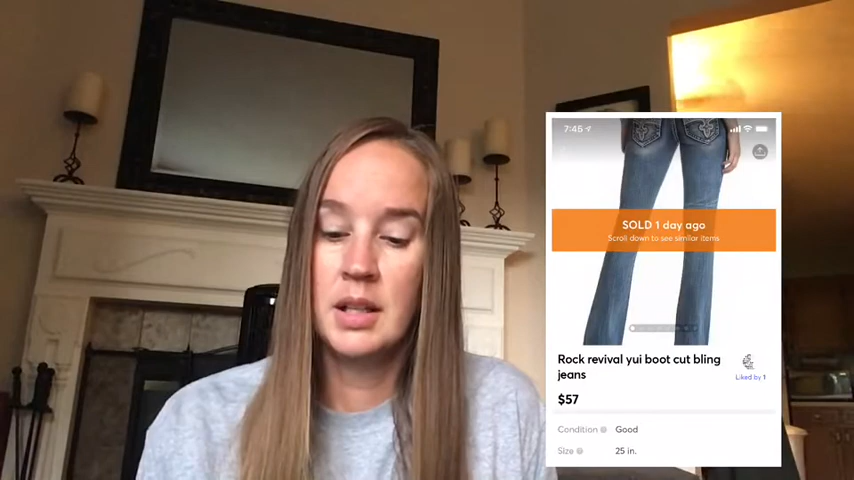 7:45
SOLD 1 day ago
Scroll down to see similar items
Rock revival yui boot cut bling
jeans
Liked by 1
$57
Condition Good
Size 25 in.